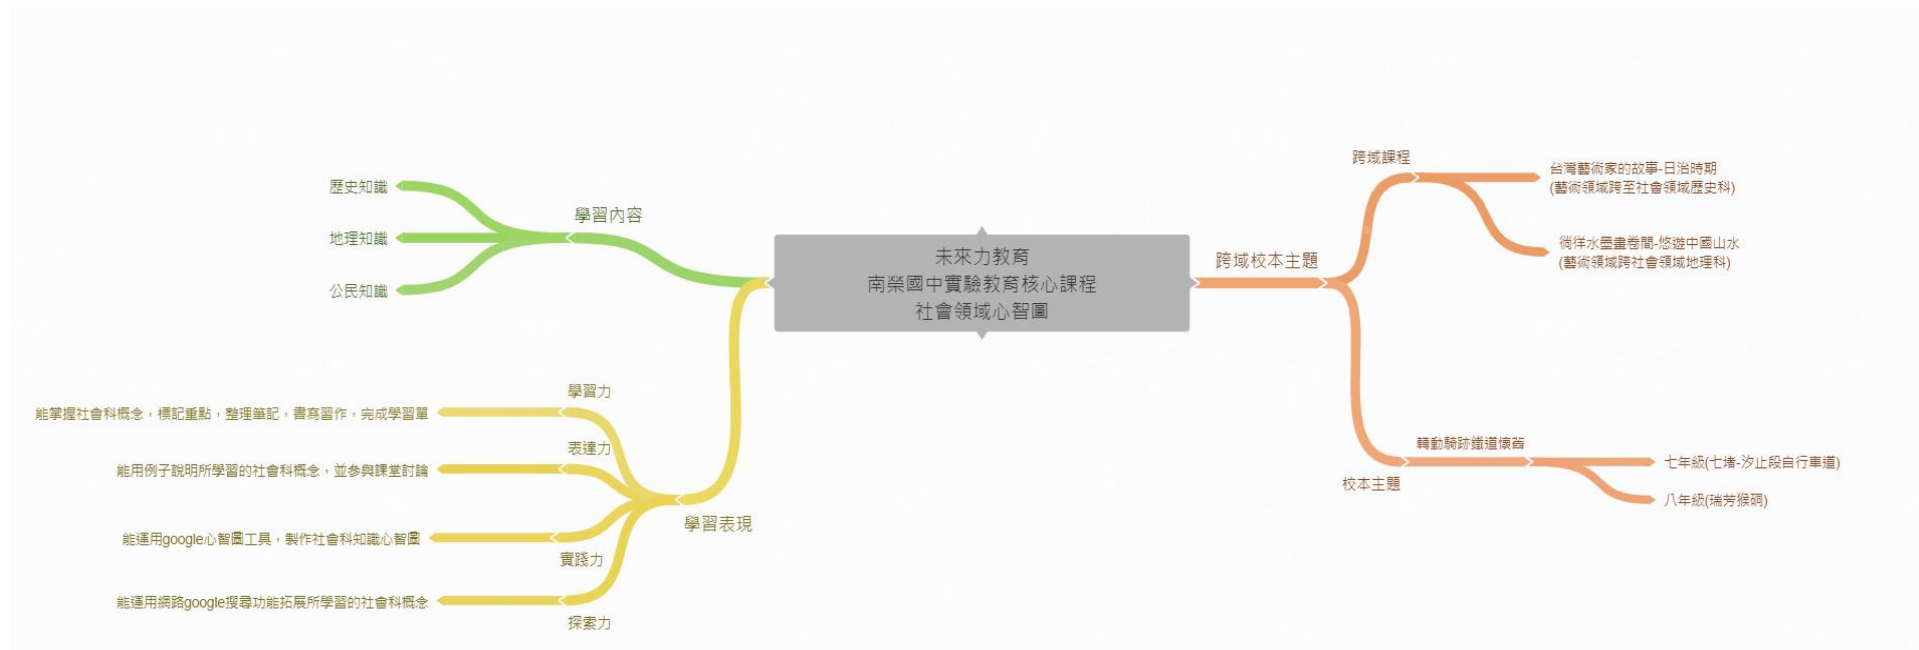 未來力教育
南榮國中實驗教育核心課程
社會領域心智圖
學習內容
歷史知識
地理知識
公民知識
學習表現
學習力
能掌握社會科概念，標記重點，整理筆記，書寫習作，完成學習單
表達力
能用例子說明所學習的社會科概念，並參與課堂討論
能運用google心智圖工具，製作社會科知識心智圖
實踐力
能運用網路google搜尋功能拓展所學習的社會科概念
探索力
跨域校本主題
跨域課程
台灣藝術家的故事-日治時期
(藝術領域跨至社會領域歷史科)
徜徉水墨畫卷間-悠遊中國山水
(藝術領域跨社會領域地理科)
校本主題
轉動騎跡鐵道懷舊
七年級(七堵-汐止段自行車道)
八年級(瑞芳猴硐)